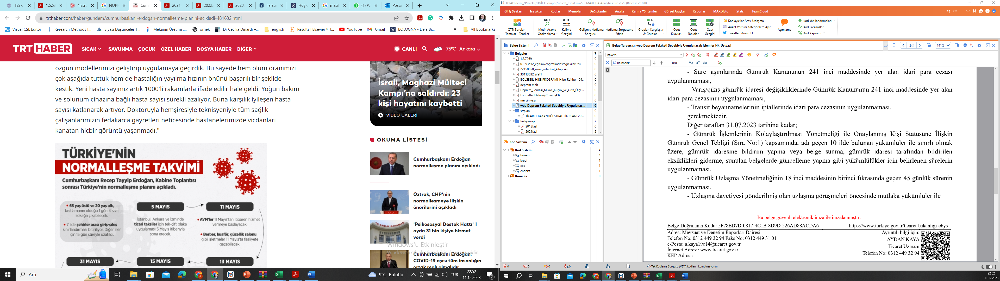 TESK
1.5.53
4.Esna
NORM
Cumh
2021.
2022.
2020.
Tarsus
Hoş G
masif
(1) W
Posta
trthaber.com/haber/gundem/cumhurbaskani-erdogan-normallesme-planini-acikladi-481632.html
Visual CSL Editor
Research Methods f...
Siyasi Düşünceler T...
Mekanın Üretimi ,...
örnek
Dr Cecilia Dinardi –...
english
Results | Elsevier® J...
YouTube
Gmail
BOLOGNA - Ders Bi...
»
All Bookmarks
TRT HABER
SICAK
SAVUNMA
ÇOCUK
ÖZEL HABER
DOSYA HABER
DİĞER
CANLI
7.5°C Ankara
özgün modellerimizi geliştirip uygulamaya geçirdik. Bu sayede hem ölüm oranımızı
çok aşağıda tuttuk hem de hastalığın yayılma hızının önünü başarılı bir şekilde
kestik. Yeni hasta sayımız artık 1000'li rakamlarla ifade edilir hale geldi. Yoğun bakım
ve solunum cihazına bağlı hasta sayısı sürekli azalıyor. Buna karşılık iyileşen hasta
sayısı katlanarak artıyor. Doktoruyla hemşiresiyle teknisyeniyle tüm sağlık
çalışanlarımızın fedakarca gayretleri neticesinde hastanelerimizde vicdanları
kanatan hiçbir görüntü yaşanmadı."
TÜRKİYE'NİN
NORMALLEŞME TAKVİMİ
Cumhurbaşkanı Recep Tayyip Erdoğan, Kabine Toplantısı
sonrası Türkiye'nin normalleşme planını açıkladı.
• 65 yaş üstü ve 20 yaş altı,
kısıtlamanın olduğu 1 gün 4 saat
sokağa çıkabilecek.
• 7 ilde şehirler arası giriş-çıkış
sınırlandırması bitiriliyor. Diğer iller
için 15 gün süreyle uzatıldı.
5 MAYIS
İstanbul, Ankara ve İzmir'de
ticari taksiler için tek-çift plaka
uygulaması 5 Mayıs itibarıyla
sona erecek.
11 MAYIS
• AVM'ler 11 Mayıs'tan itibaren hizmet
vermeye başlayacak.
• Berber, kuaför, güzellik salonu
gibi işletmeler 11 Mayıs'ta faaliyete
geçebilecek.
31 MAYIS
15 MAYIS
13 MAYIS
İsrail, Maghazi Mülteci
Kampı'na saldırdı: 23
kişi hayatını kaybetti
VİDEO GALERİ
OKUMA LİSTESİ
Cumhurbaşkanı Erdoğan
normalleşme planını açıkladı
Öztrak, CHP'nin
normalleşmeye ilişkin
önerilerini açıkladı
T.C. SAĞLIK BAKANLIĞI
'Psikososyal Destek Hattı' 1
ayda 31 bin kişiye hizmet
verdi
Cumhurbaşkanı Erdoğan:
COVID-19 aşısı tüm insanlığın
ortak malı olmalıdır
Windows'u Etkinleştir
Windows'u etkinleştirmek için Ayarlar'a gidin.
Ara
9°C Bulutlu
TUR
22:52
11.12.2023
7
D:/Akademi_/Projeler/UNICEF/Rapor/unicef_esnaf.mx22 - MAXQDA Analytics Pro 2022 (Release 22.8.0)
Giriş Sayfası
İçe aktar
Kodlar
Memolar
Değişkenler
Analiz
Karma Yöntemler
Görsel Araçlar
Raporlar
MAXDicto
Stats
TeamCloud
QTT: Sorular -
Temalar - Teoriler
Metin Arama
Otokodlama
Kelime
Gezgini
Gelişmiş Kodlama
Sorgusu
Kodlama Sorgusunu
Sıfırla
Grupları Karşılaştır
& Gruplar
Özet
Kılavuzu
Özet
Tabloları
Özet
Gezgini
Kodlayıcılar Arası Uzlaşma
Anket Verisini Kategorilere Ayır
Tweetleri Analiz Et
Açımlama
Kod Yapılandırmaları
Kod Frekansları
Kod Kapsamı
Belge Sistemi
Belgeler 7
1.3.7269 0
01093552_egitimveogretimdestegiekilavuzu 0
22150850_izmir_ortaokul_kitapcik-r 0
30113632_afet1 0
BÖLGESEL HİBE PROGRAMI_Hibe_Rehberi-04... 0
deprem meb 0
Deprem_Sonrası_Mikro,_Küçük_ve_Orta_Ölçe... 0
FormattedDeliveryCover (43) 0
mersin yazı 0
web Deprem Felaketi Sebebiyle Uygulanac... 0
strplan 0
TİCARET BAKANLIĞI STRATEJİK PLANI 20... 0
faaliyerrap 7
2018faal 0
2021faal 2
Kod Sistemi
Kod Sistemi 7
hakem 4
kredi 1
cbs 1
endeks 1
Kümeler 0
Belge Tarayıcısı: web Deprem Felaketi Sebebiyle Uygulanacak İşlemler Hk_Ustyazi
2
141%
hakem
halkbank
0/0
Aa
a*
abc
- Süre aşımlarında Gümrük Kanununun 241 inci maddesinde yer alan idari para cezası
uygulanmaması,
- Varış/çıkış gümrük idaresi değişikliklerinde Gümrük Kanununun 241 inci maddesinde yer alan
idari para cezasının uygulanmaması,
- Transit beyannamelerinin iptallerinde idari para cezasının uygulanmaması,
gerekmektedir.
Diğer taraftan 31.07.2023 tarihine kadar;
- Gümrük İşlemlerinin Kolaylaştırılması Yönetmeliği ile Onaylanmış Kişi Statüsüne İlişkin
Gümrük Genel Tebliği (Sıra No:1) kapsamında, adı geçen 10 ilde bulunan yükümlüler ile sınırlı olmak
üzere, gümrük idaresine bildirim yapma veya belge sunma, gümrük idaresi tarafından bildirilen
eksiklikleri giderme, sunulan belgelerde güncelleme yapma gibi yükümlülükler için belirlenen sürelerin
uygulanmaması,
- Gümrük Uzlaşma Yönetmeliğinin 18 inci maddesinin birinci fıkrasında geçen 45 günlük sürenin
uygulanmaması,
- Uzlaşma davetiyesi gönderilmiş olan uzlaşma görüşmeleri öncesinde mutlaka yükümlüler ile
Bu belge güvenli elektronik imza ile imzalanmıştır.
Belge Doğrulama Kodu: 5F78ED7D-0817-4C1B-8D9D-526AD88ACDA6
https://www.turkiye.gov.tr/ticaret-bakanligi-ebys
Adres: Mevzuat ve Denetim Raporları Dairesi
Telefon No: 0312 449 32 94 Faks No: 0312 449 31 01
e-Posta: a.kaya19c14@ticaret.gov.tr
İnternet Adresi: www.ticaret.gov.tr
KEP Adresi:
Ayrıntılı bilgi için:
AYDAN KAYA
Ticaret Uzmanı
Telefon No: 0312 449 32 94
0
0
0
0
Tek Kodlama Sorgusu (VEYA kodların kombinasyonu)
22:52
11.12.2023